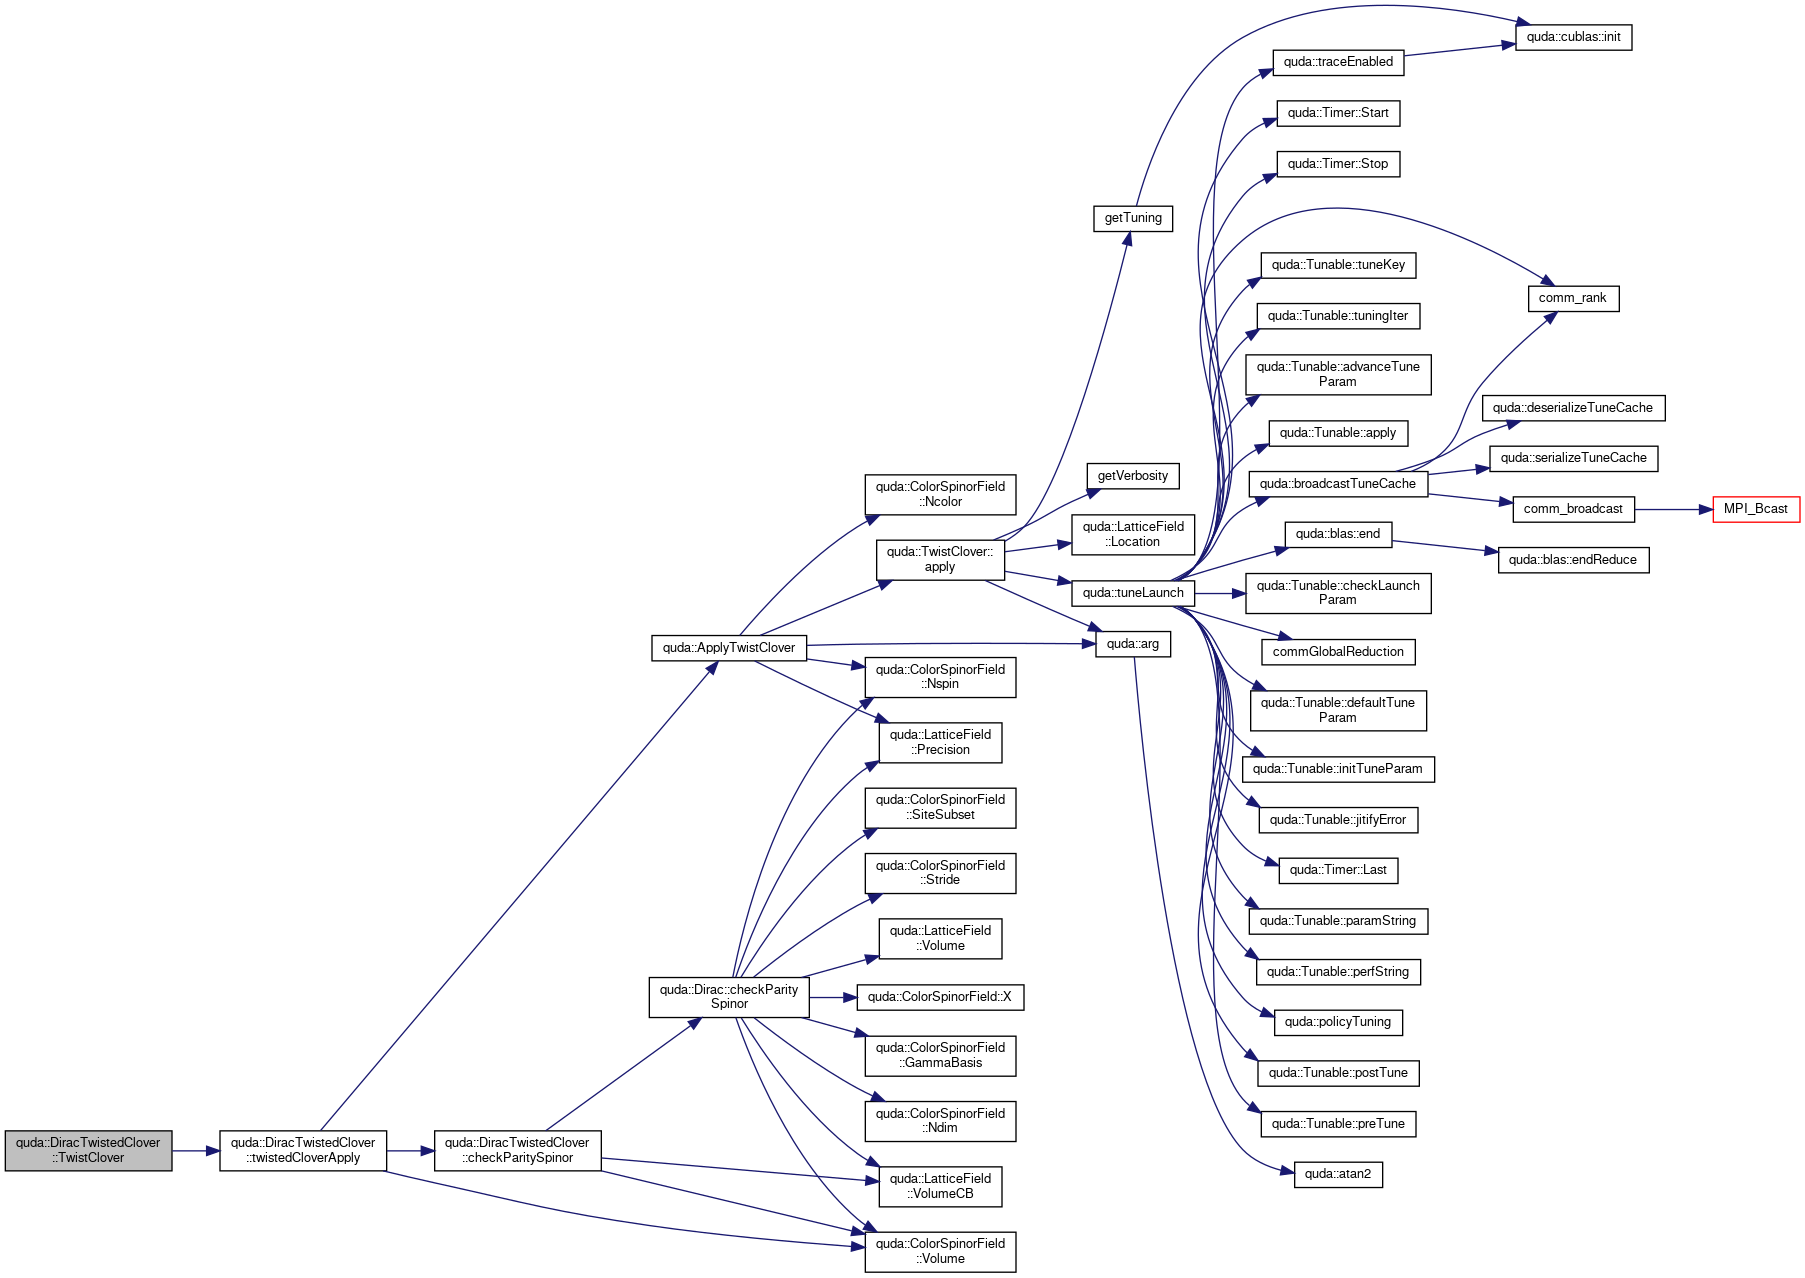 quda::DiracTwistedClover
::TwistClover
quda::DiracTwistedClover
::twistedCloverApply
quda::DiracTwistedClover
::checkParitySpinor
quda::ApplyTwistClover
quda::Dirac::checkParity
Spinor
quda::ColorSpinorField
::Ncolor
quda::TwistClover::
apply
quda::ColorSpinorField
::Nspin
quda::LatticeField
::Precision
quda::ColorSpinorField
::SiteSubset
quda::ColorSpinorField
::Stride
quda::LatticeField
::Volume
quda::ColorSpinorField::X
quda::ColorSpinorField
::GammaBasis
quda::ColorSpinorField
::Ndim
quda::LatticeField
::VolumeCB
quda::ColorSpinorField
::Volume
getTuning
getVerbosity
quda::LatticeField
::Location
quda::tuneLaunch
quda::arg
quda::traceEnabled
quda::Timer::Start
quda::Timer::Stop
quda::Tunable::tuneKey
quda::Tunable::tuningIter
quda::Tunable::advanceTune
Param
quda::Tunable::apply
quda::broadcastTuneCache
quda::blas::end
quda::Tunable::checkLaunch
Param
commGlobalReduction
quda::Tunable::defaultTune
Param
quda::Tunable::initTuneParam
quda::Tunable::jitifyError
quda::Timer::Last
quda::Tunable::paramString
quda::Tunable::perfString
quda::policyTuning
quda::Tunable::postTune
quda::Tunable::preTune
quda::atan2
quda::cublas::init
comm_rank
quda::deserializeTuneCache
quda::serializeTuneCache
comm_broadcast
quda::blas::endReduce
MPI_Bcast